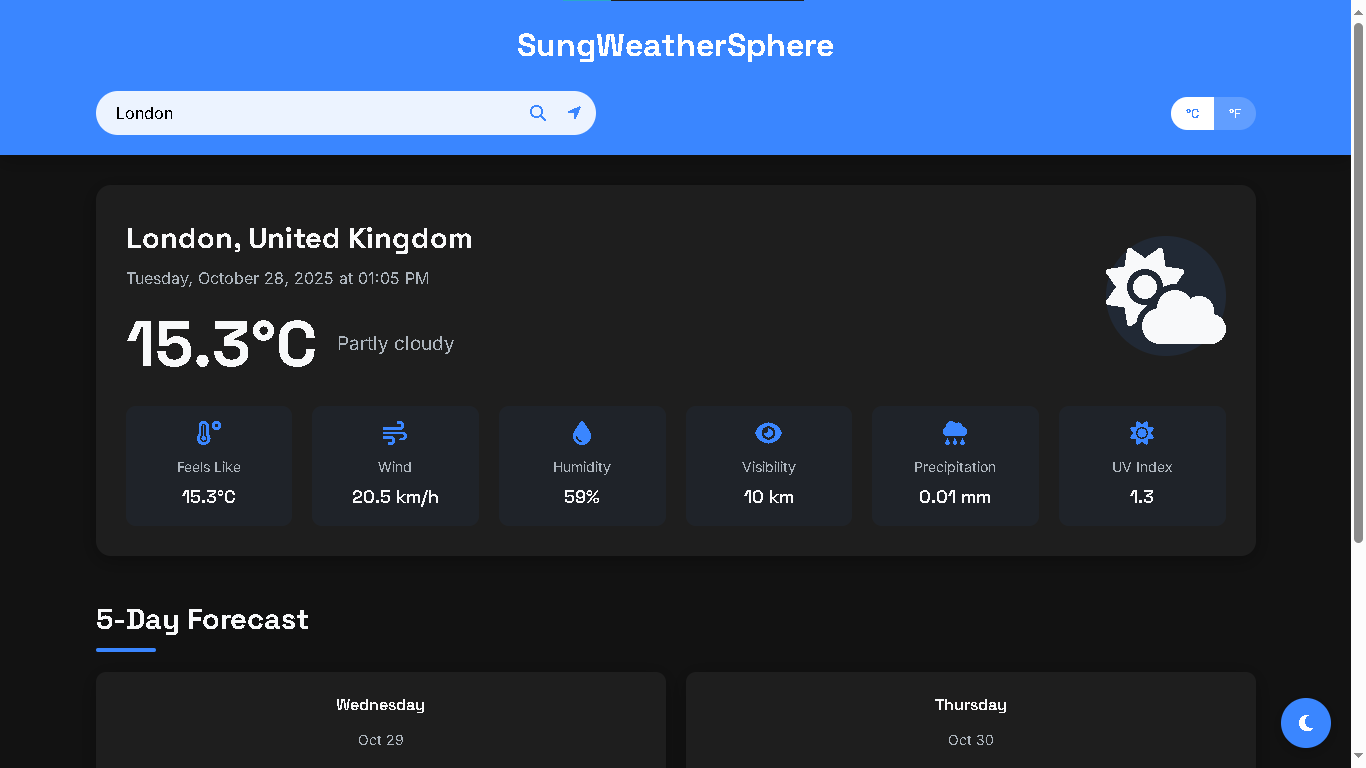 SungWeatherSphere
London
°C °F
London, United Kingdom
Tuesday, October 28, 2025 at 01:05 PM
15.3°C Partly cloudy
Feels Like Wind Humidity Visibility Precipitation UV Index
15.3°C 20.5 km/h 59% 10 km 0.01 mm 1.3
5-Day Forecast
Wednesday Thursday
Oct 29 Oct 30